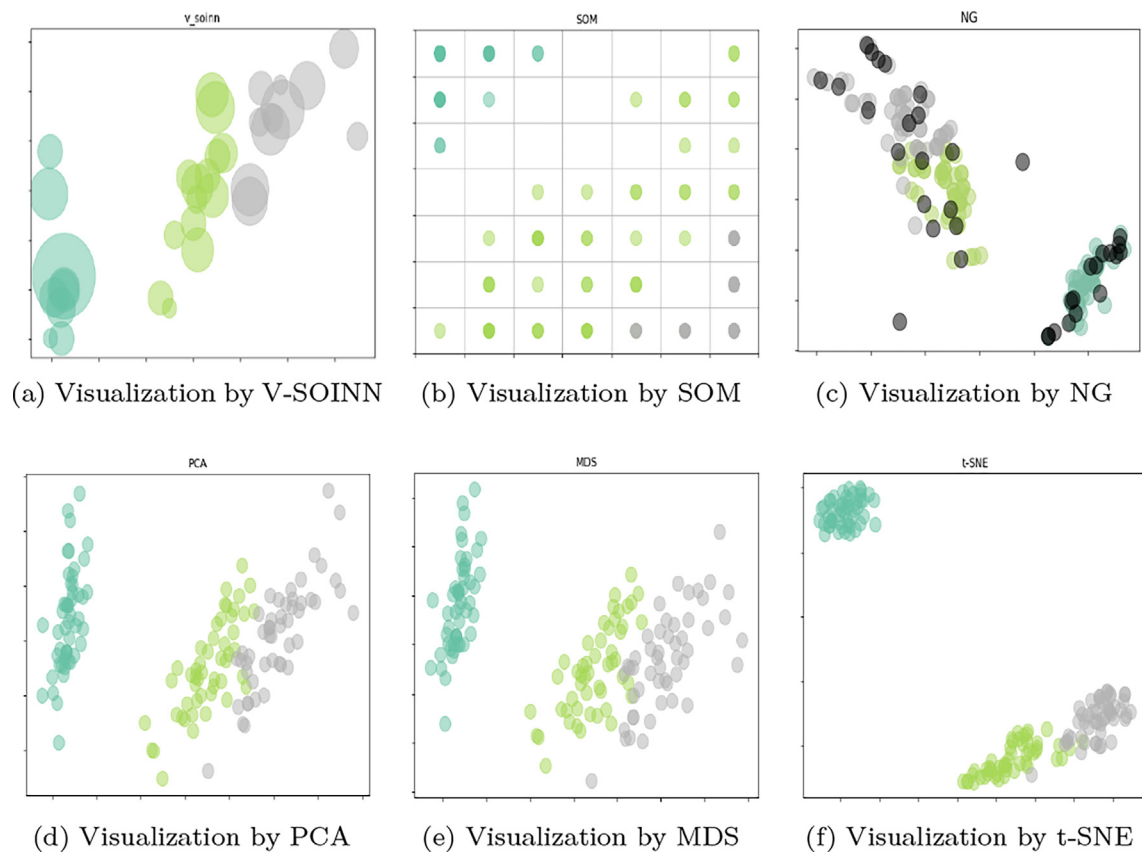 v_soinn
SOM
NG
(a) Visualization by V-SOINN
(b) Visualization by SOM
(c) Visualization by NG
PCA
MDS
t-SNE
(d) Visualization by PCA
(e) Visualization by MDS
(f) Visualization by t-SNE